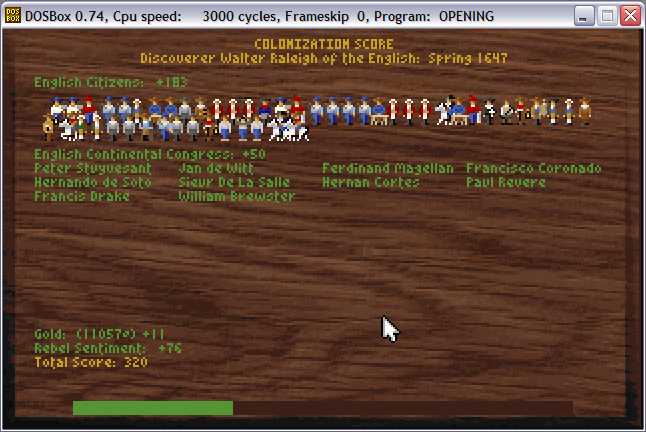 DOSBox 0.74, Cpu speed: 3000 cycles, Frameskip 0, Program: OPENING
COLONIZATION SCORE
Discoverer Walter Raleigh of the English: Spring 1647
English Citizens: +183
English Continental Congress: +50
Peter Stuyvesant Jan de Witt Ferdinand Magellan Francisco Coronado
Hernando de Soto Sieur De La Salle Hernan Cortes Paul Revere
Francis Drake William Brewster
Gold: (11057°) +11
Rebel Sentiment: +76
Total Score: 320